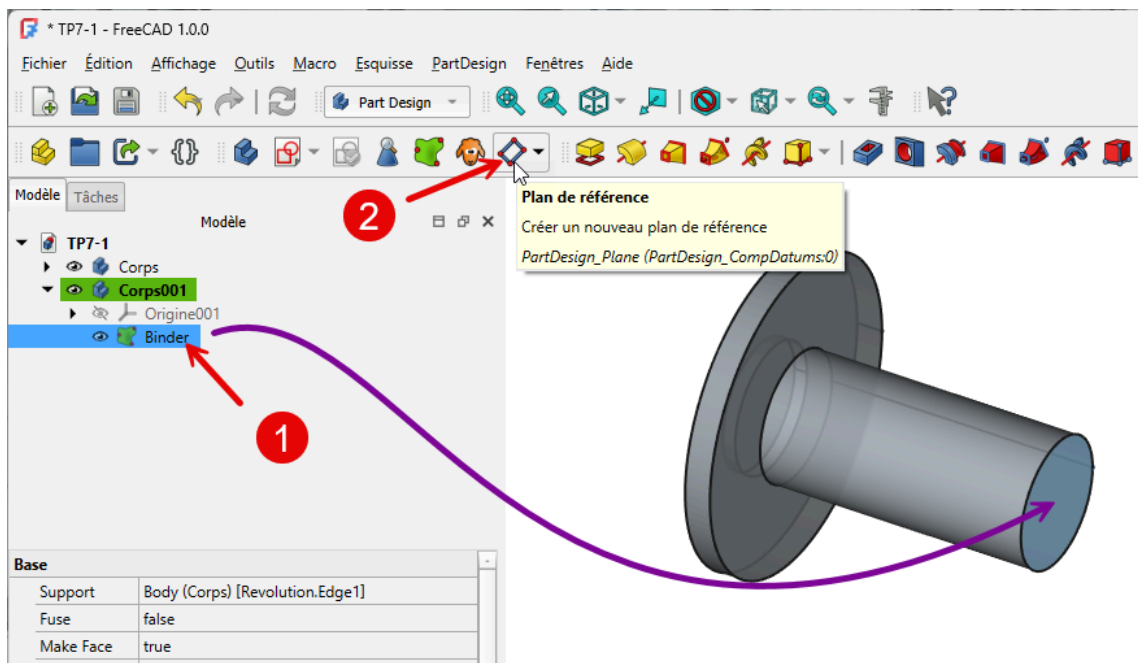 * TP7-1 - FreeCAD 1.0.0
Fichier Édition Affichage Outils Macro Esquisse PartDesign Fenêtres Aide
Part Design
Modèle Tâches
Modèle
2
Plan de référence
Créer un nouveau plan de référence
PartDesign_Plane (PartDesign_CompDatums:0)
TP7-1
Corps
Corps001
Origine001
Binder
1
Base
Support Body (Corps) [Revolution.Edge1]
Fuse false
Make Face true